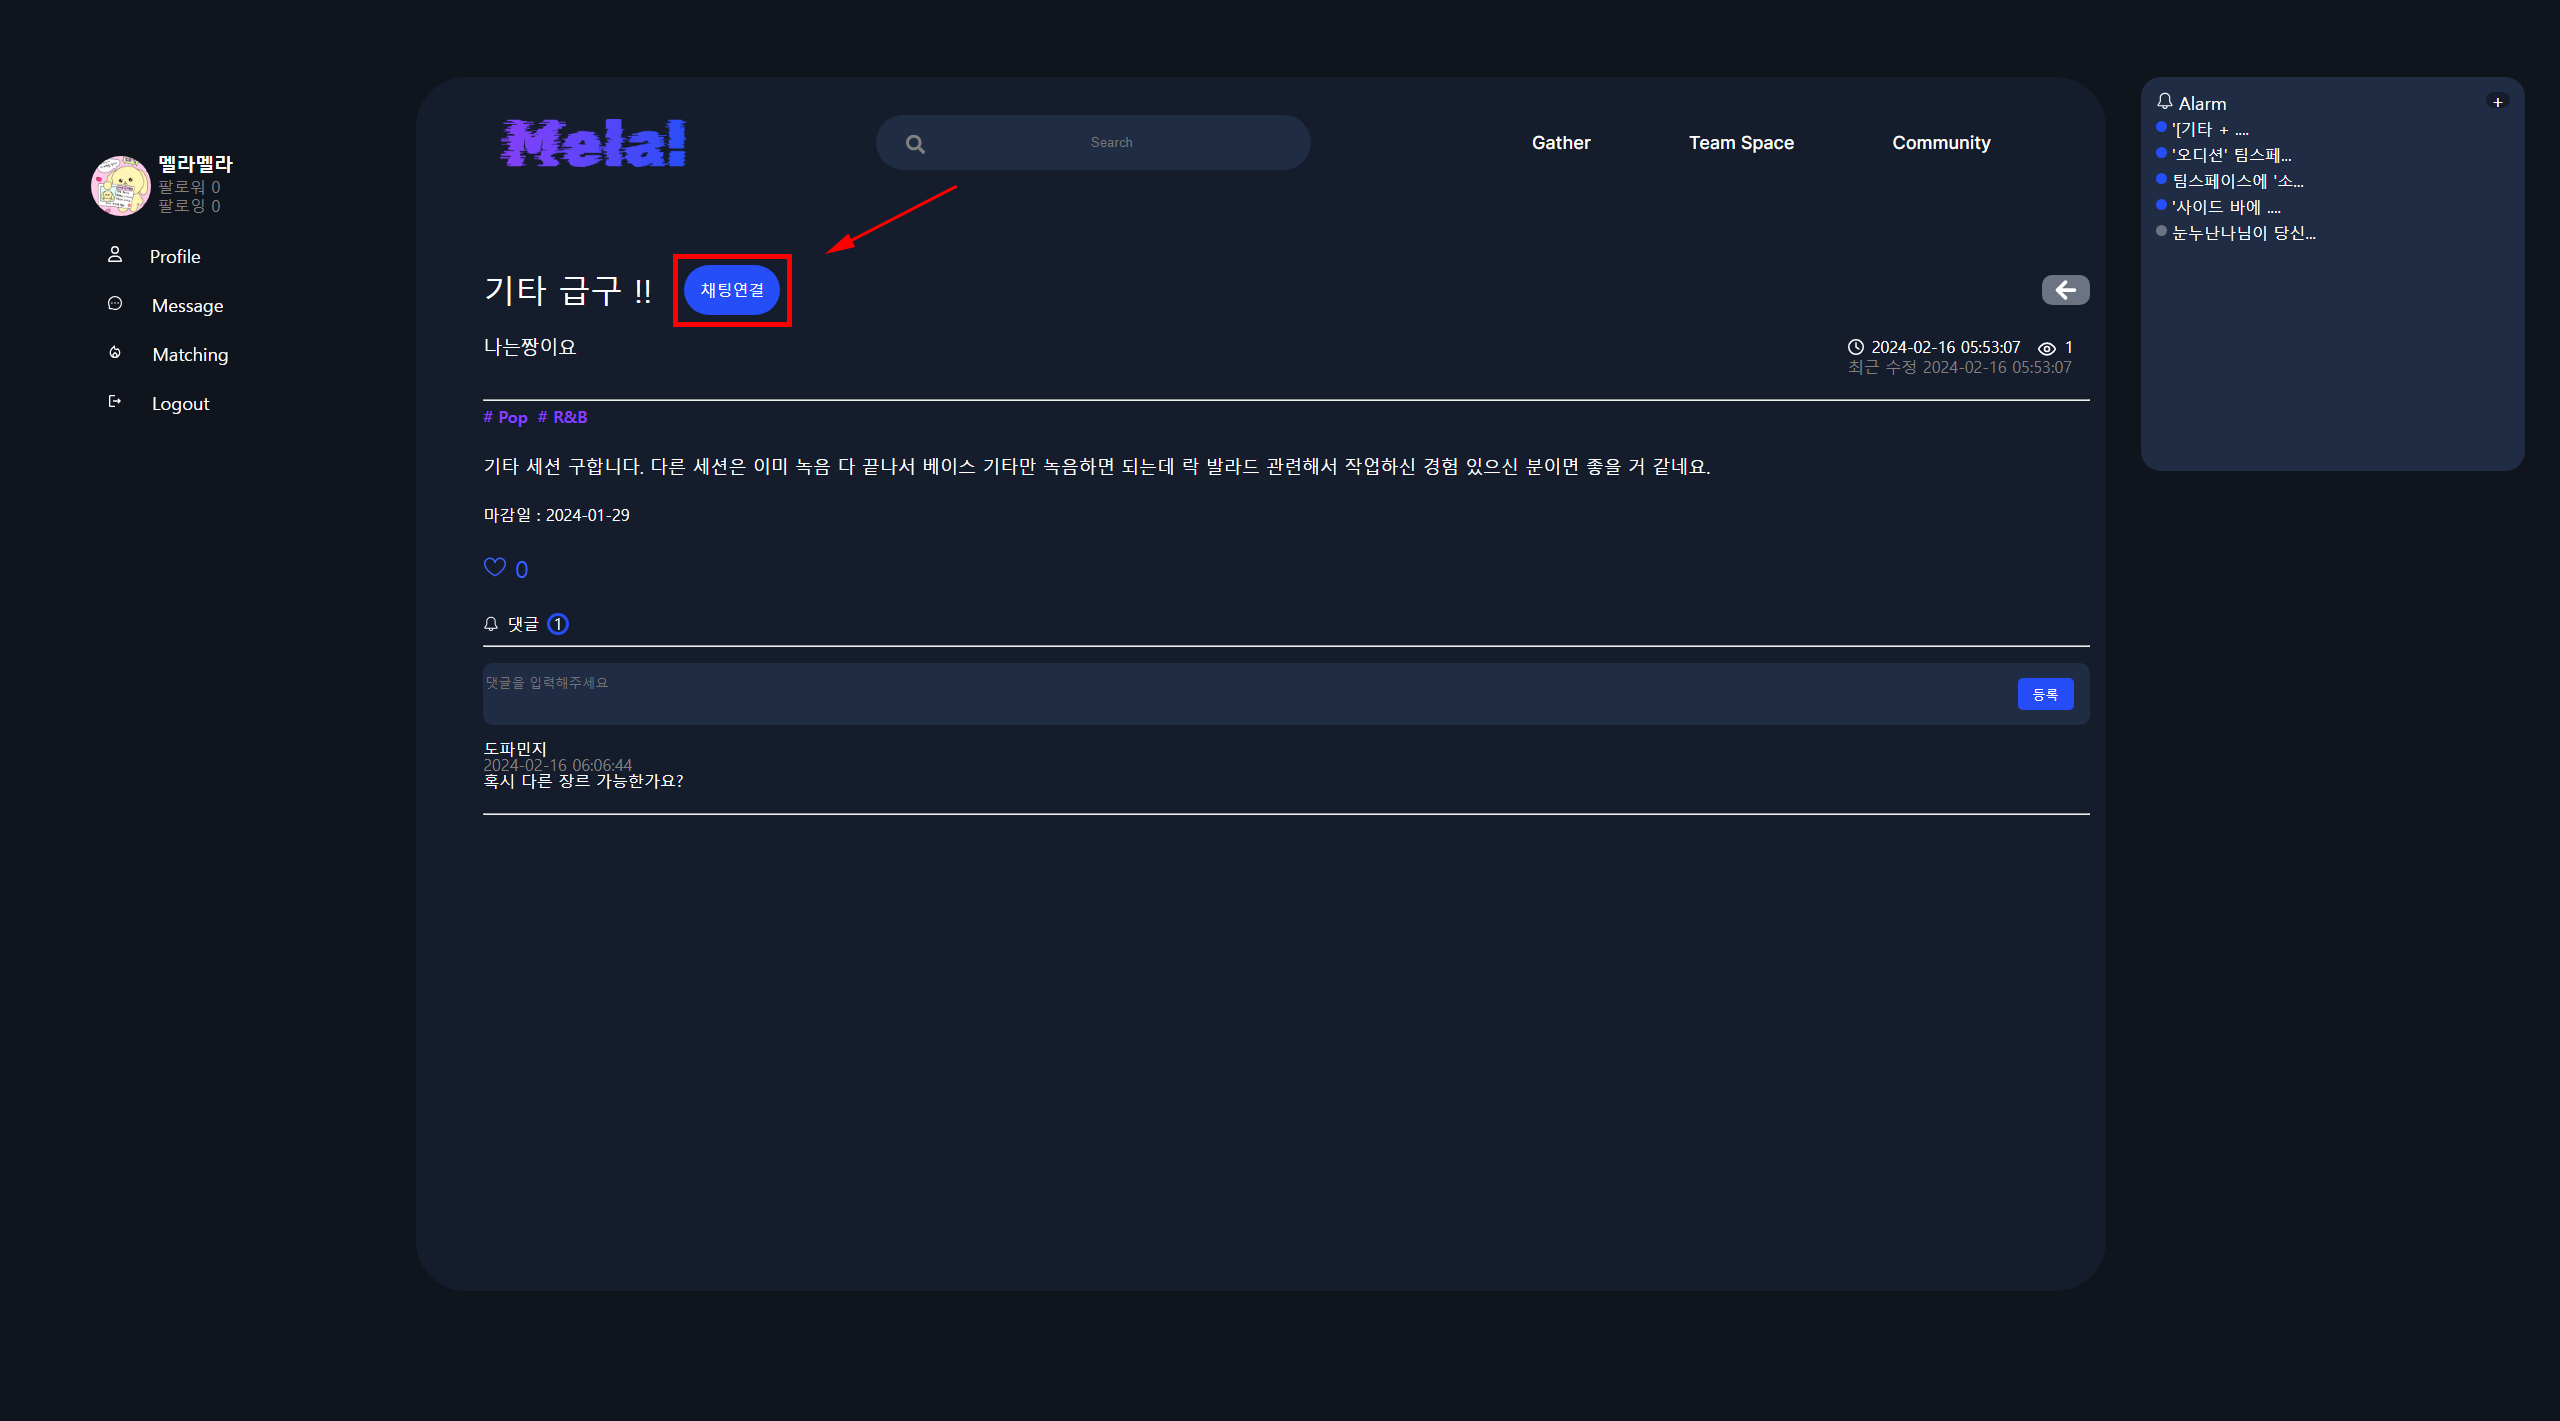 멜라멜라
팔로워 0
팔로잉 0
Profile
Message
Matching
Logout
Mela!
Search
Gather
Team Space
Community
기타 급구 !!
채팅연결
나는짱이요
2024-02-16 05:53:07 1
최근 수정 2024-02-16 05:53:07
# Pop # R&B
기타 세션 구합니다. 다른 세션은 이미 녹음 다 끝나서 베이스 기타만 녹음하면 되는데 락 발라드 관련해서 작업하신 경험 있으신 분이면 좋을 거 같네요.
마감일 : 2024-01-29
0
댓글 1
댓글을 입력해주세요
등록
도파민지
2024-02-16 06:06:44
혹시 다른 장르 가능한가요?
Alarm +
'[기타 + ....
'오디션' 팀스페...
팀스페이스에 '소...
'사이드 바에 ....
눈누난나님이 당신...